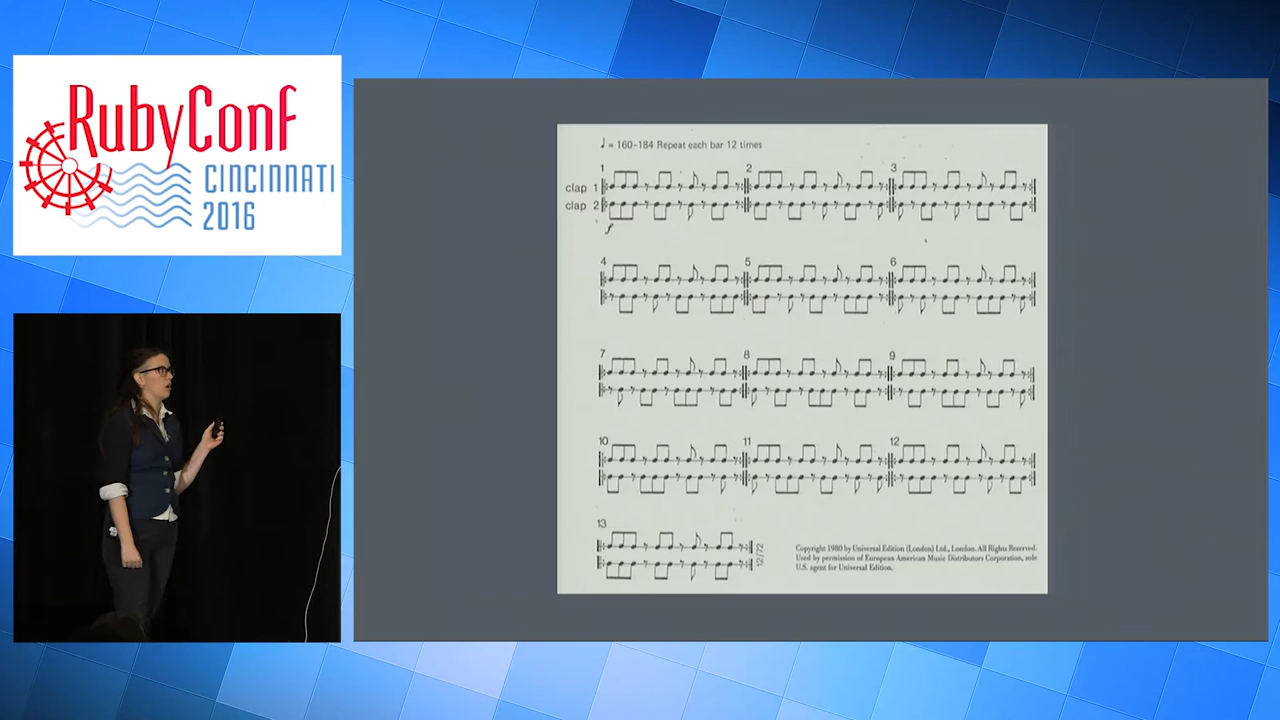 RubyConf
CINCINNATI
2016
♩ = 160-184 Repeat each bar 12 times
1 2 3
clap 1
clap 2
f
4 5 6
7 8 9
10 11 12
13
12/72
Copyright 1980 by Universal Edition (London) Ltd., London. All Rights Reserved.
Used by permission of European American Music Distributors Corporation, sole
U.S. agent for Universal Edition.